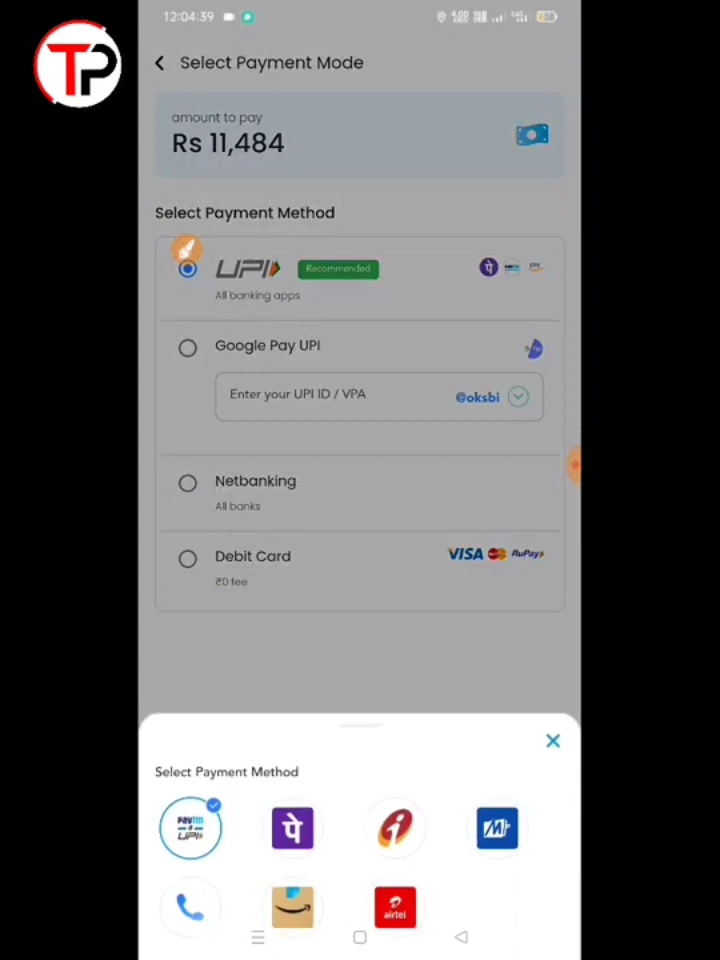 12:04:39
TP
Select Payment Mode
amount to pay
Rs 11,484
Select Payment Method
UPI
Recommended
All banking apps
Google Pay UPI
Enter your UPI ID / VPA
@oksbi
Netbanking
All banks
Debit Card
VISA
RuPay
₹0 fee
Select Payment Method
paytm
UPI
पे
airtel